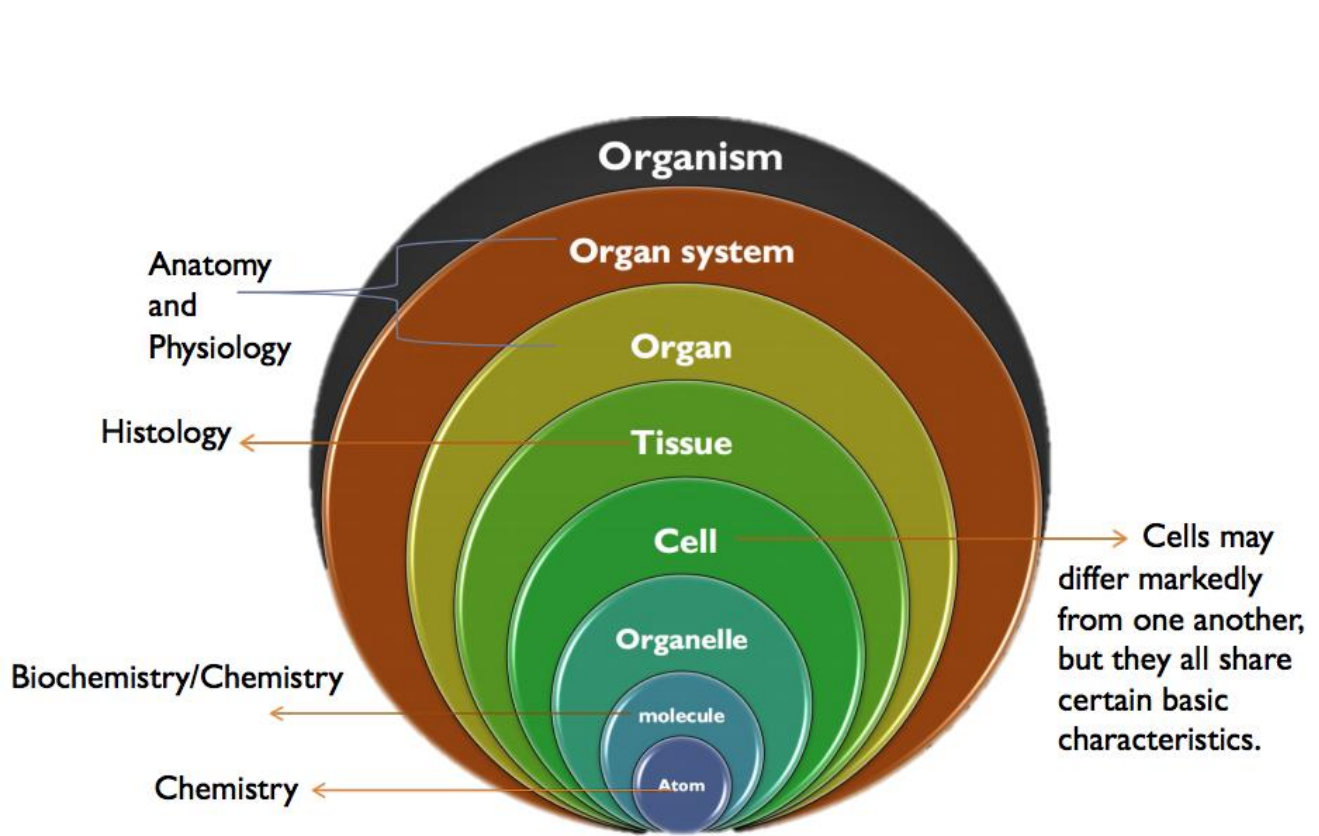 Organism
Organ system
Anatomy
and
Physiology
Organ
Histology
Tissue
Cell
Cells may
differ markedly
from one another,
but they all share
certain basic
characteristics.
Organelle
Biochemistry/Chemistry
molecule
Chemistry
Atom